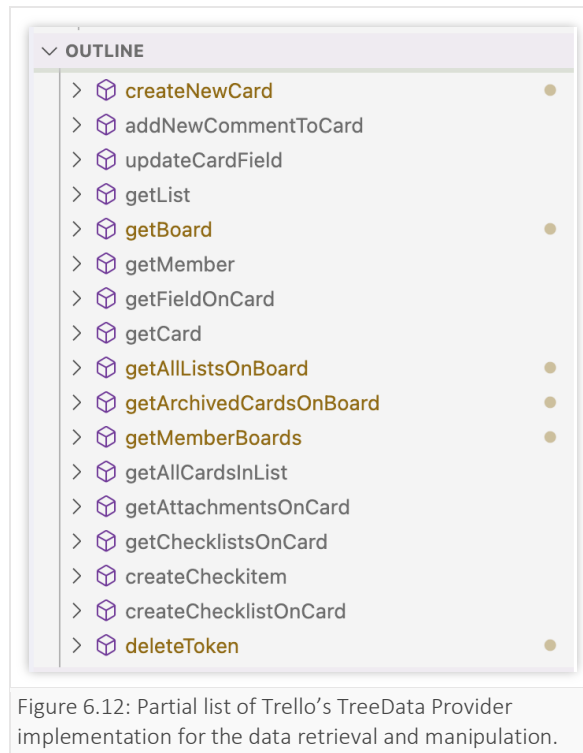 OUTLINE
createNewCard
addNewCommentToCard
updateCardField
getList
getBoard
getMember
getFieldOnCard
getCard
getAllListsOnBoard
getArchivedCardsOnBoard
getMemberBoards
getAllCardsInList
getAttachmentsOnCard
getChecklistsOnCard
createCheckitem
createChecklistOnCard
deleteToken
Figure 6.12: Partial list of Trello’s TreeData Provider
implementation for the data retrieval and manipulation.